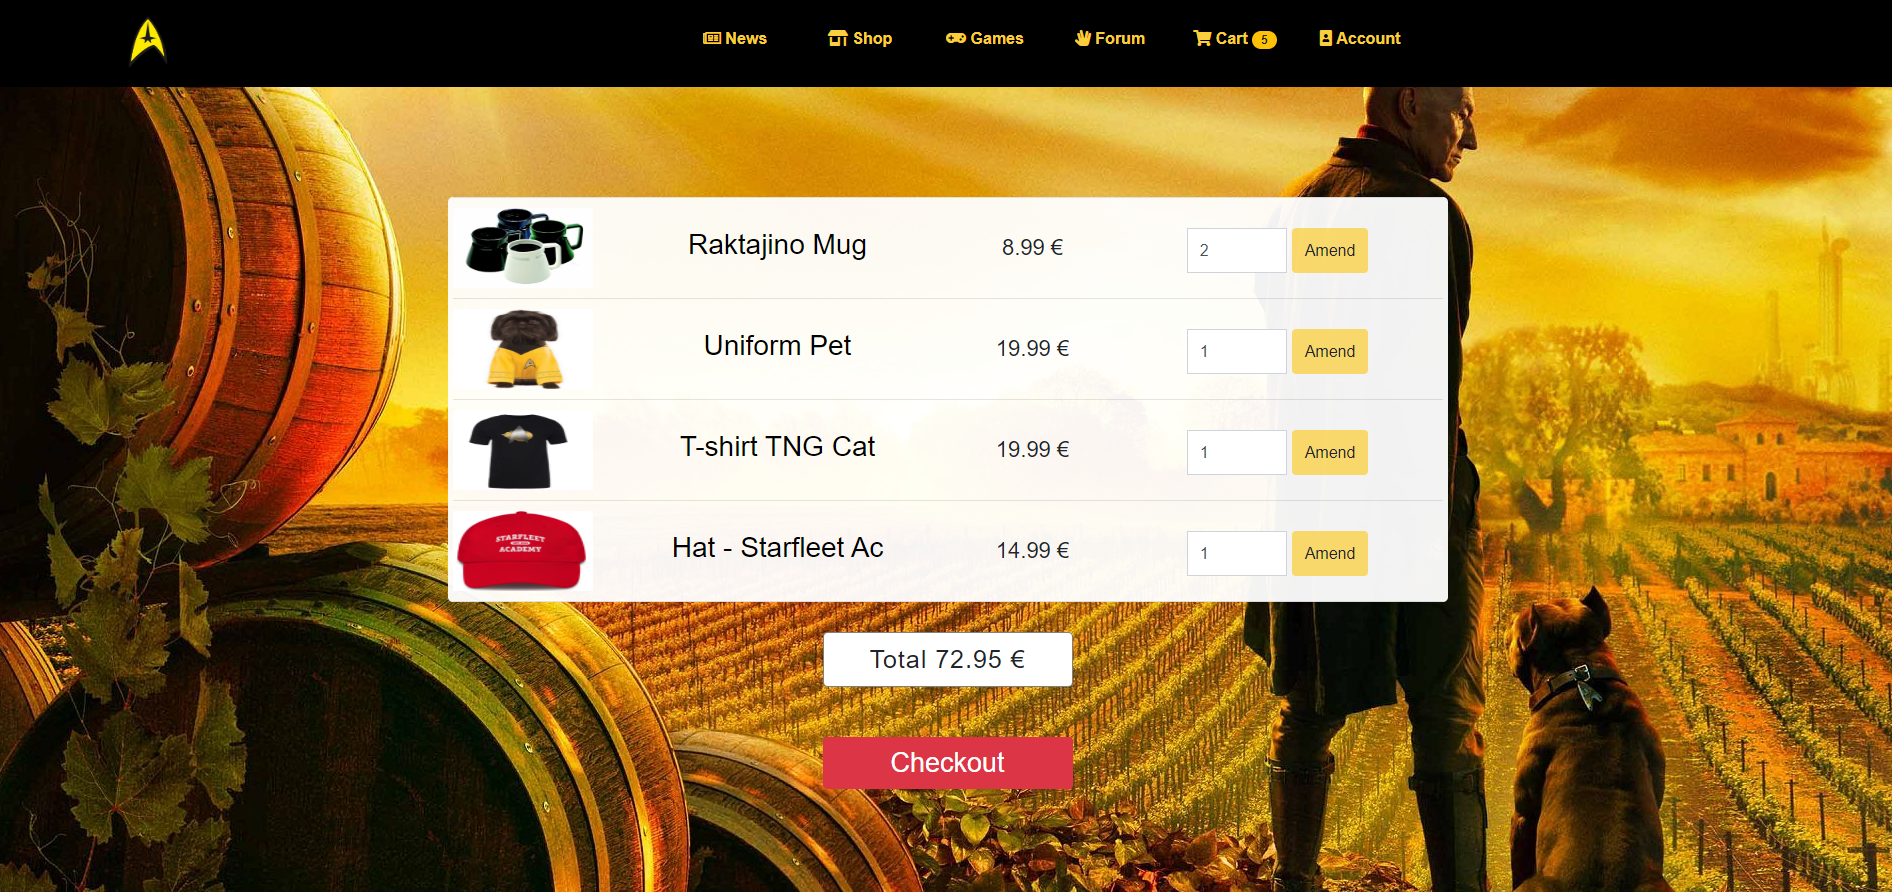 News Shop Games Forum Cart 5 Account
Raktajino Mug 8.99 € 2 Amend
Uniform Pet 19.99 € 1 Amend
T-shirt TNG Cat 19.99 € 1 Amend
STARFLEET
ACADEMY
Hat - Starfleet Ac 14.99 € 1 Amend
Total 72.95 €
Checkout